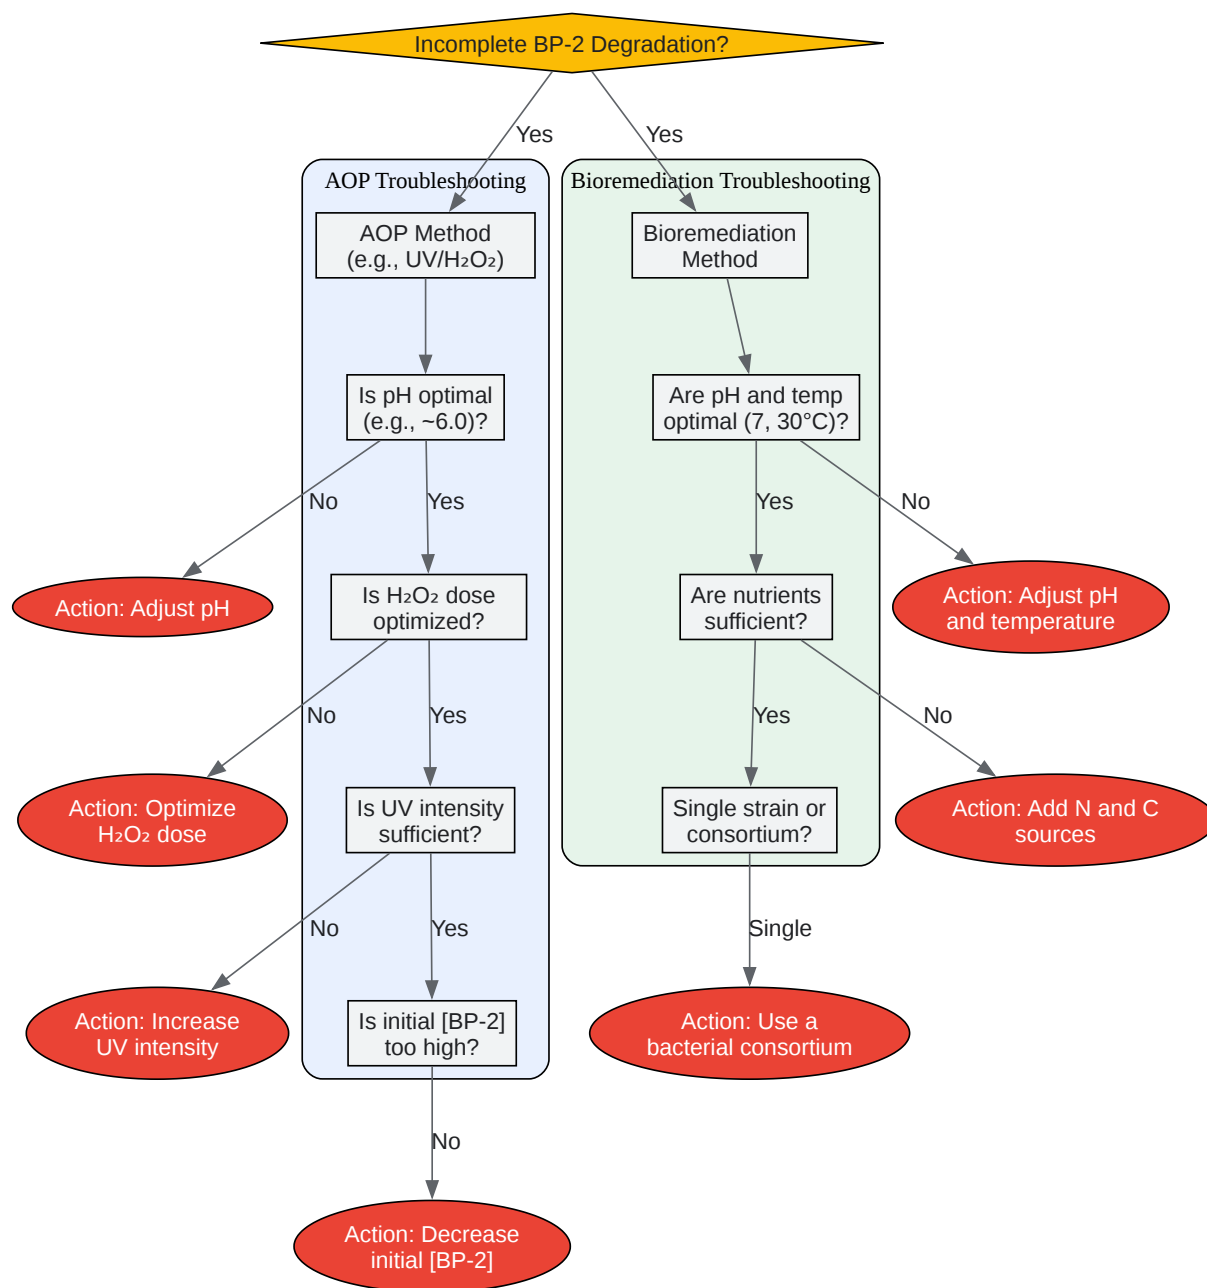 Incomplete BP-2 Degradation?
Yes
Yes
AOP Troubleshooting
Bioremediation Troubleshooting
AOP Method
(e.g., UV/H₂O₂)
Bioremediation
Method
Is pH optimal
(e.g., ~6.0)?
Are pH and temp
optimal (7, 30°C)?
No
Yes
Yes
No
Action: Adjust pH
Is H₂O₂ dose
optimized?
Are nutrients
sufficient?
Action: Adjust pH
and temperature
No
Yes
Yes
No
Action: Optimize
H₂O₂ dose
Is UV intensity
sufficient?
Single strain or
consortium?
Action: Add N and C
sources
No
Yes
Single
Action: Increase
UV intensity
Is initial [BP-2]
too high?
Action: Use a
bacterial consortium
No
Action: Decrease
initial [BP-2]